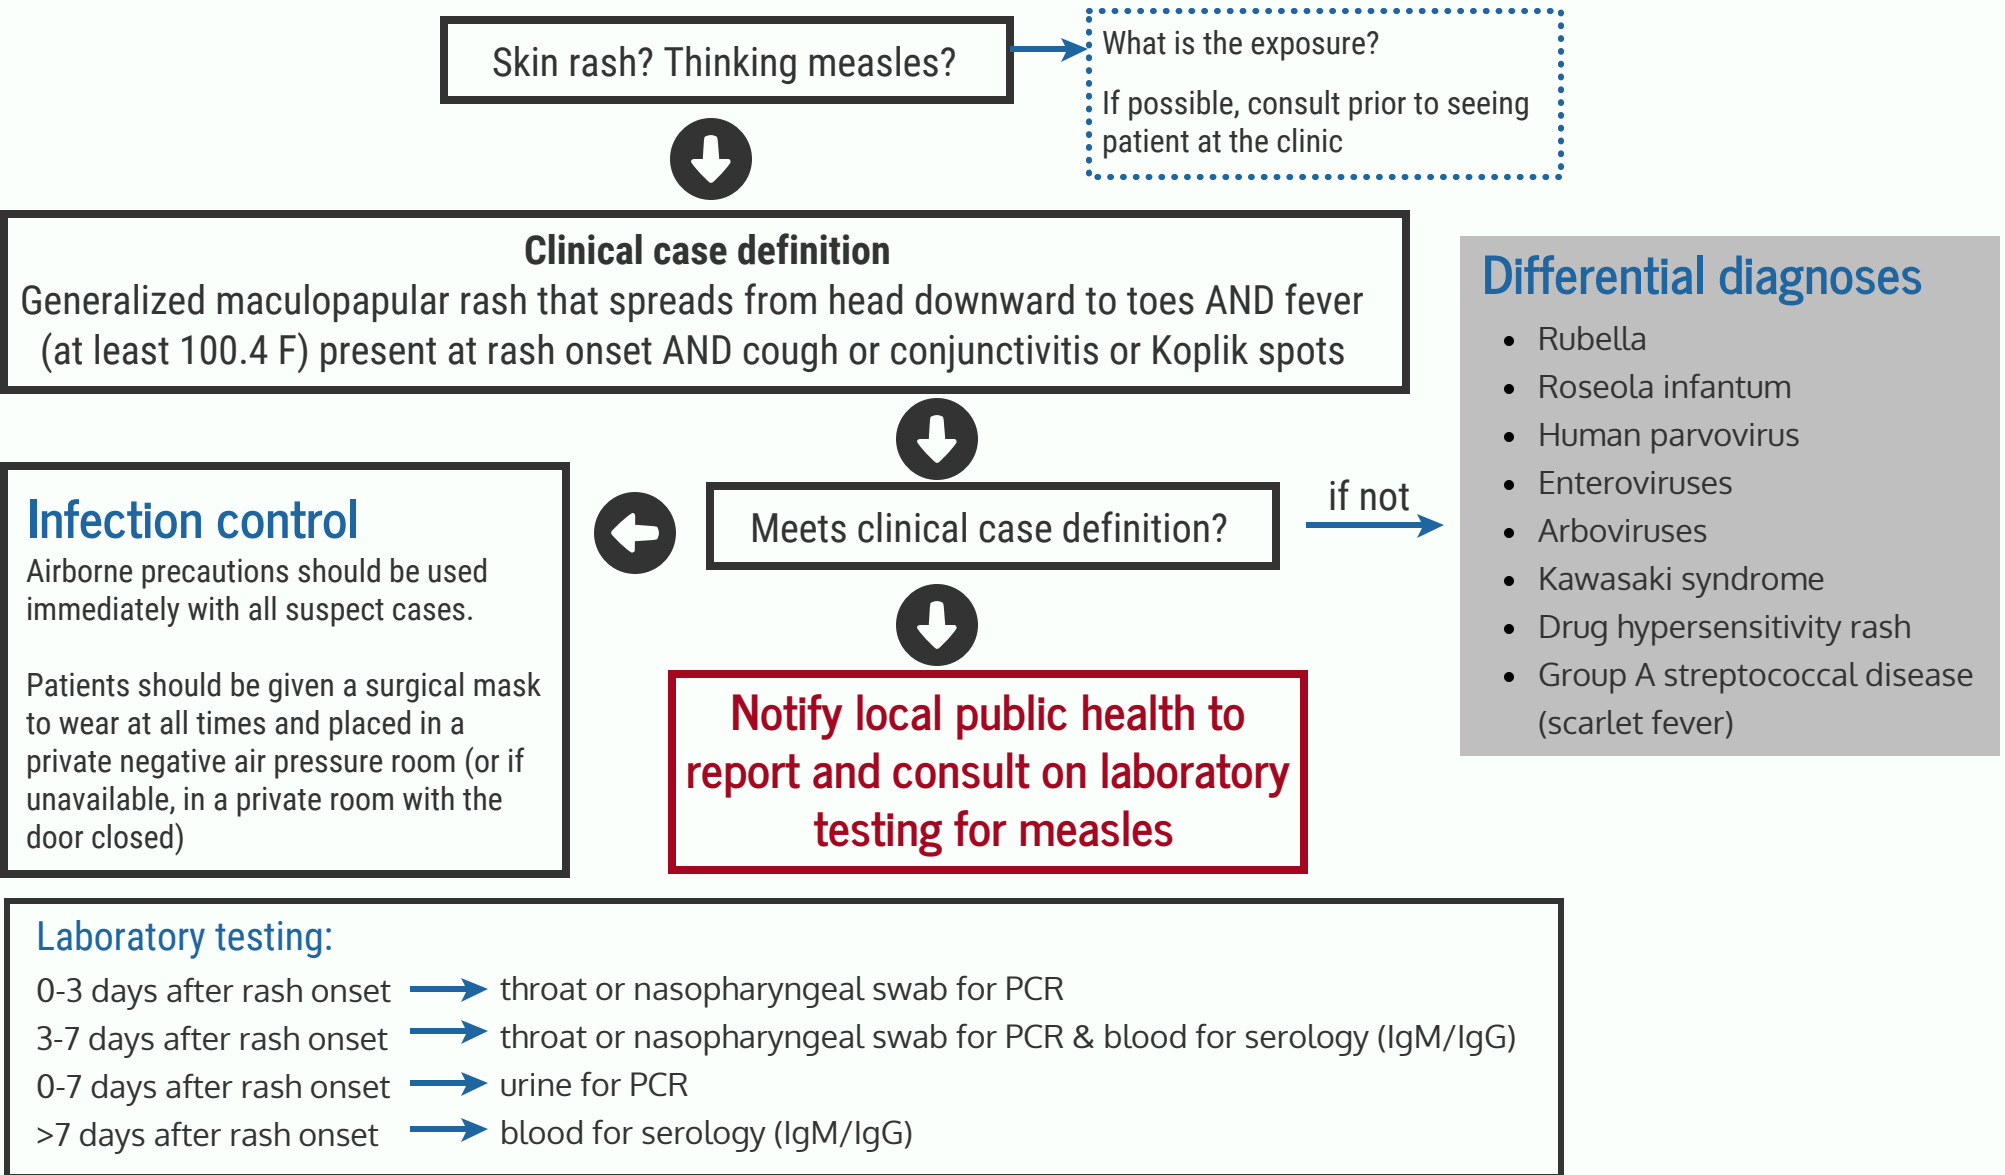 Skin rash? Thinking measles?
What is the exposure?
If possible, consult prior to seeing
patient at the clinic
Clinical case definition
Generalized maculopapular rash that spreads from head downward to toes AND fever
(at least 100.4 F) present at rash onset AND cough or conjunctivitis or Koplik spots
Differential diagnoses
• Rubella
• Roseola infantum
• Human parvovirus
• Enteroviruses
• Arboviruses
• Kawasaki syndrome
• Drug hypersensitivity rash
• Group A streptococcal disease
(scarlet fever)
Meets clinical case definition?
if not
Infection control
Airborne precautions should be used
immediately with all suspect cases.
Patients should be given a surgical mask
to wear at all times and placed in a
private negative air pressure room (or if
unavailable, in a private room with the
door closed)
Notify local public health to
report and consult on laboratory
testing for measles
Laboratory testing:
0-3 days after rash onset throat or nasopharyngeal swab for PCR
3-7 days after rash onset throat or nasopharyngeal swab for PCR & blood for serology (IgM/IgG)
0-7 days after rash onset urine for PCR
>7 days after rash onset blood for serology (IgM/IgG)